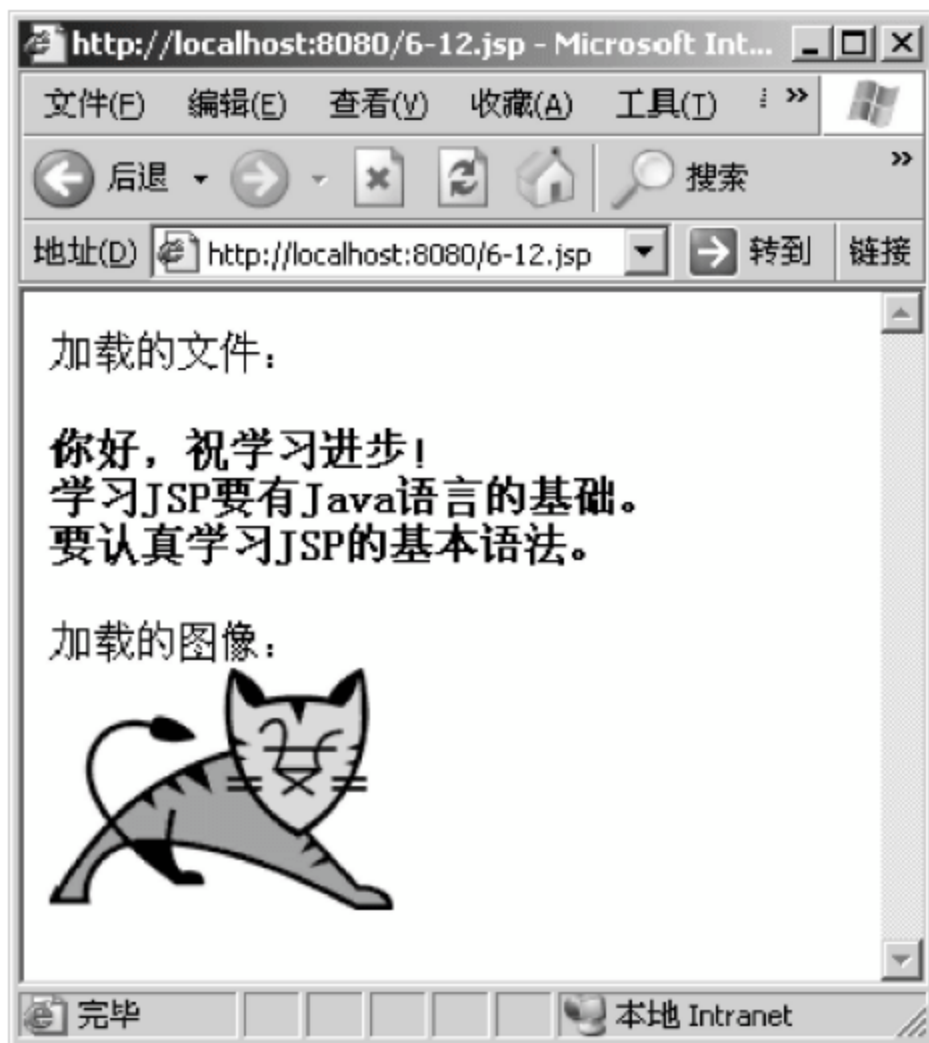 http://localhost:8080/6-12.jsp - Microsoft Int...
文件(F) 编辑(E) 查看(V) 收藏(A) 工具(T) »
后退 搜索 »
地址(D) http://localhost:8080/6-12.jsp 转到 链接
加载的文件:
你好，祝学习进步!
学习JSP要有Java语言的基础。
要认真学习JSP的基本语法。
加载的图像:
完毕 本地 Intranet